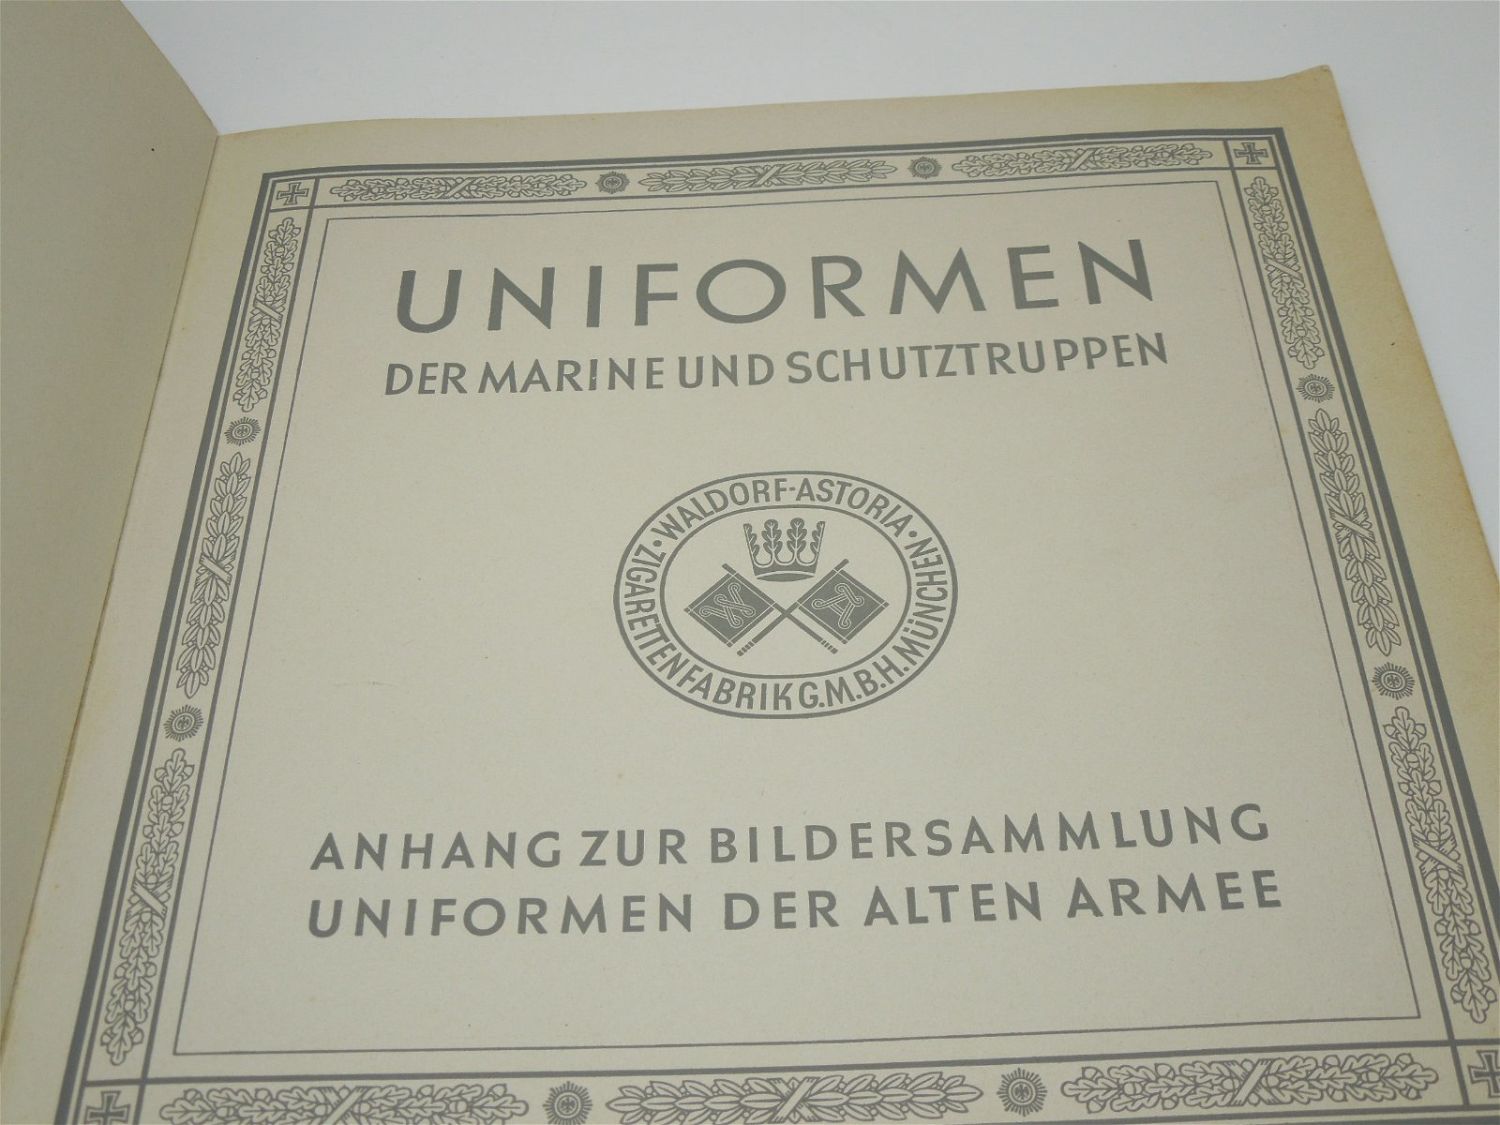 UNIFORMEN
DER MARINE UND SCHUTZTRUPPEN
· WALDORF-ASTORIA ·
ZIGARETTENFABRIK G.M.B.H. MÜNCHEN
W A
ANHANG ZUR BILDERSAMMLUNG
UNIFORMEN DER ALTEN ARMEE